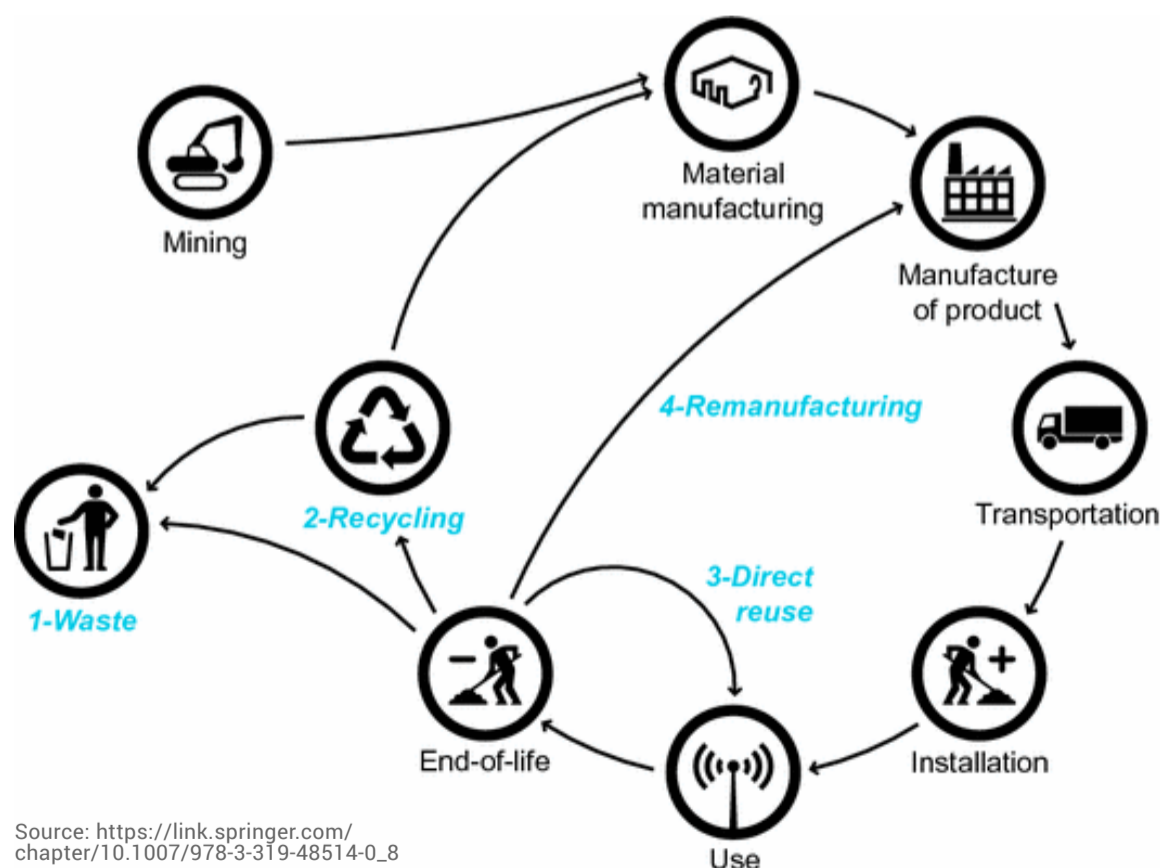 Mining
Material
manufacturing
Manufacture
of product
4-Remanufacturing
Transportation
2-Recycling
3-Direct
reuse
1-Waste
End-of-life
Installation
Use
Source: https://link.springer.com/
chapter/10.1007/978-3-319-48514-0_8